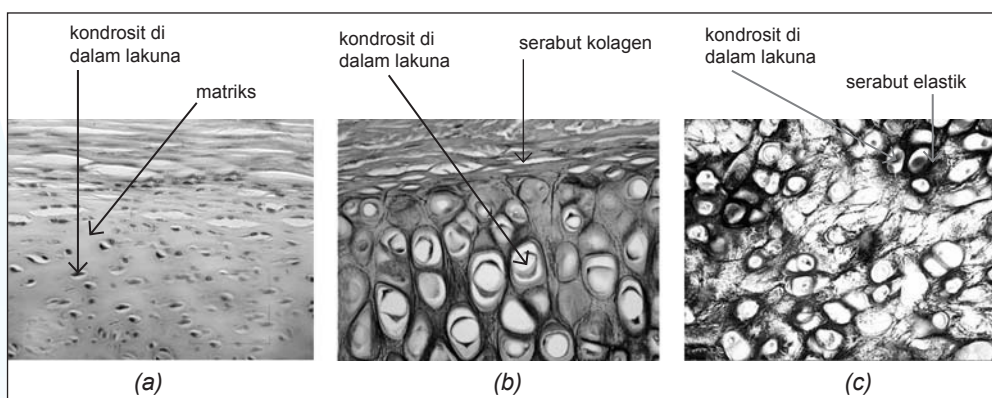 kondrosit di
dalam lakuna
matriks
kondrosit di
dalam lakuna
serabut kolagen
kondrosit di
dalam lakuna
serabut elastik
(a)
(b)
(c)